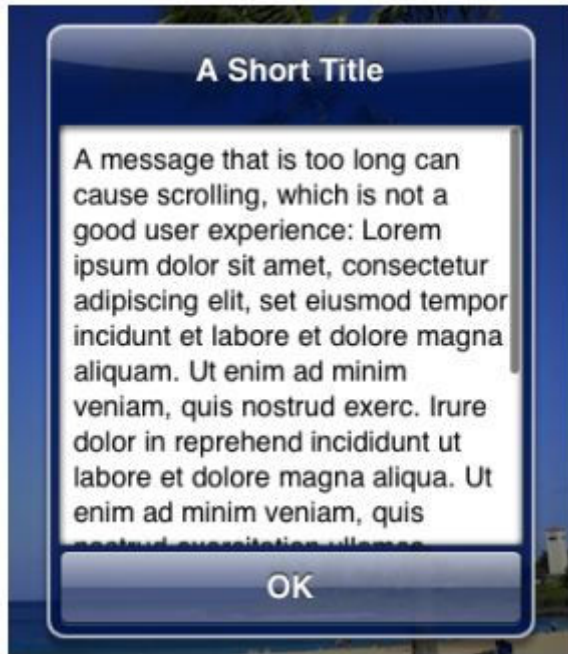 A Short Title
A message that is too long can
cause scrolling, which is not a
good user experience: Lorem
ipsum dolor sit amet, consectetur
adipiscing elit, set eiusmod tempor
incidunt et labore et dolore magna
aliquam. Ut enim ad minim
veniam, quis nostrud exerc. Irure
dolor in reprehend incididunt ut
labore et dolore magna aliqua. Ut
enim ad minim veniam, quis
OK